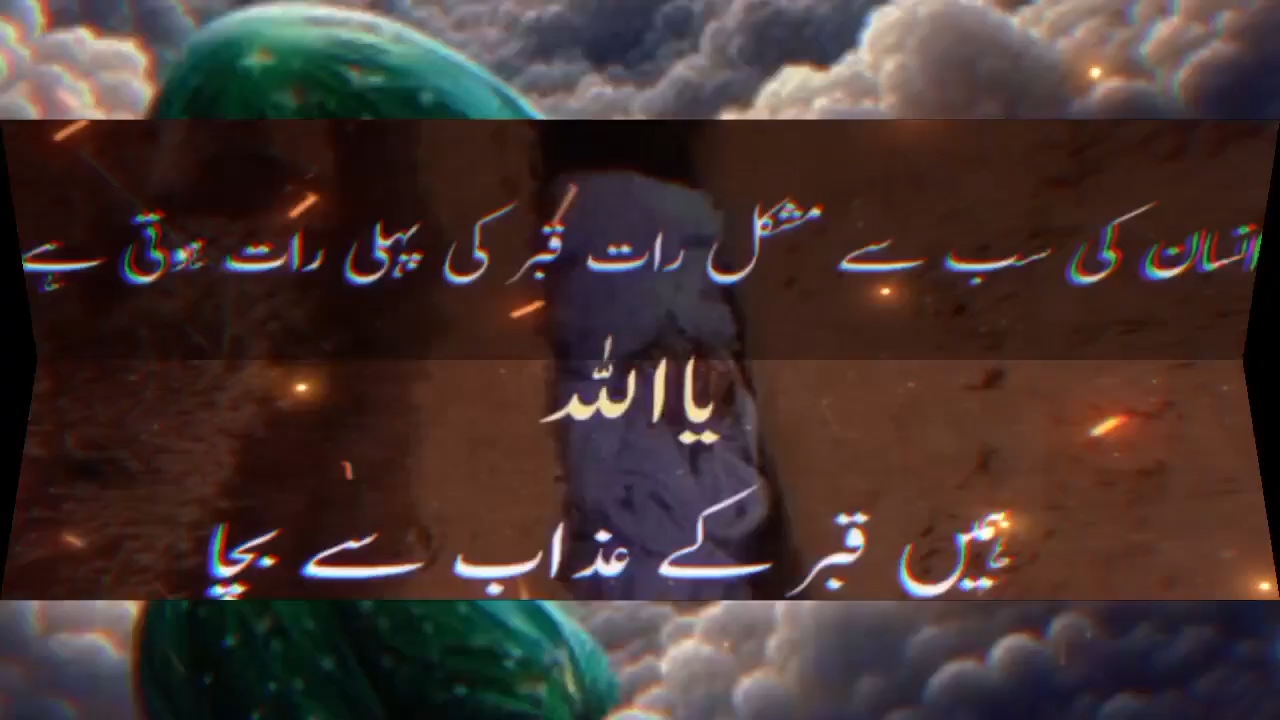 انسان کی سب سے مشکل رات قبر کی پہلی رات ہوتی ہے
یا اللہ
ہمیں قبر کے عذاب سے بچا